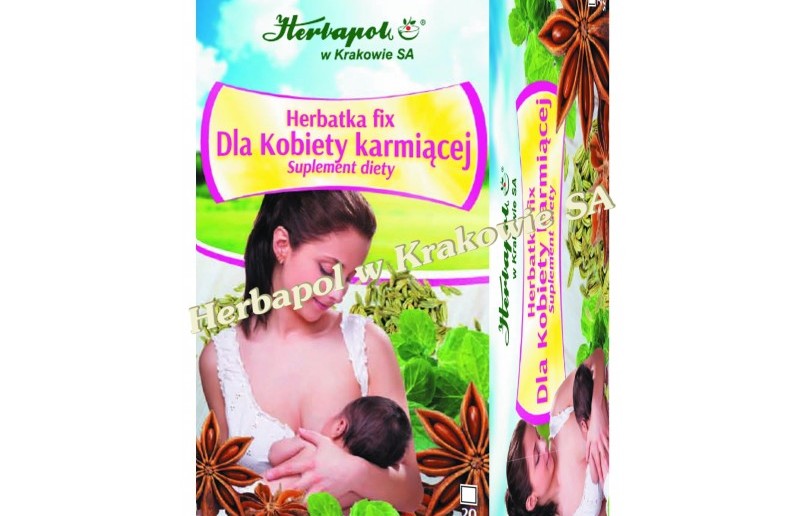 Herbapol ®
w Krakowie SA
Herbatka fix
Dla Kobiety karmiącej
Suplement diety
20
Herbapol w Krakowie SA
Herbapol
w Krakowie SA
Herbatka fix
Dla Kobiety karmiącej
Suplement diety